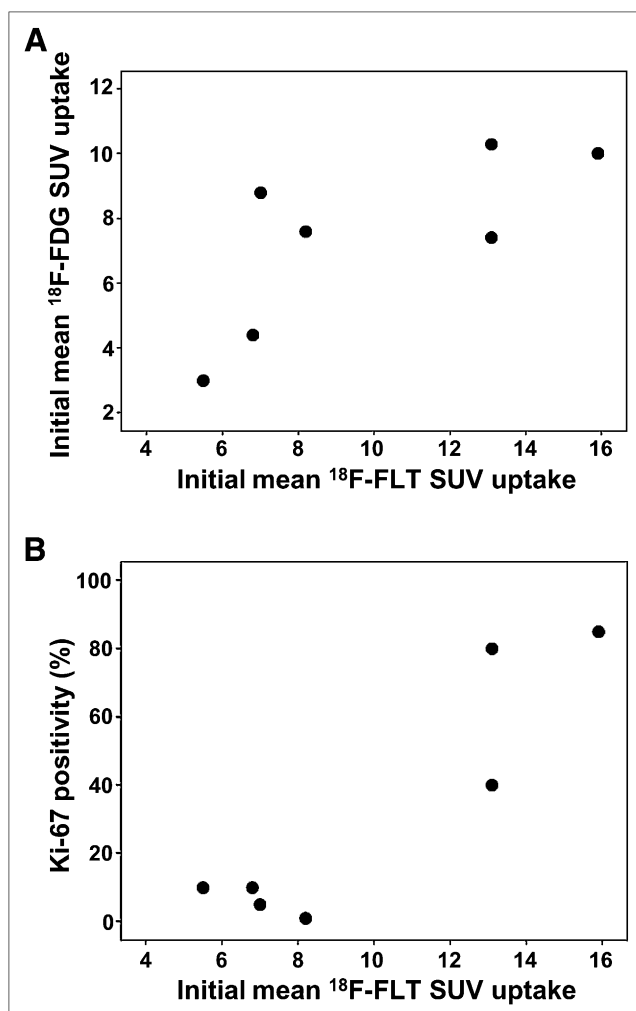 A
Initial mean ¹⁸F-FDG SUV uptake
12
10
8
6
4
2
4 6 8 10 12 14 16
Initial mean ¹⁸F-FLT SUV uptake
B
Ki-67 positivity (%)
100
80
60
40
20
0
4 6 8 10 12 14 16
Initial mean ¹⁸F-FLT SUV uptake